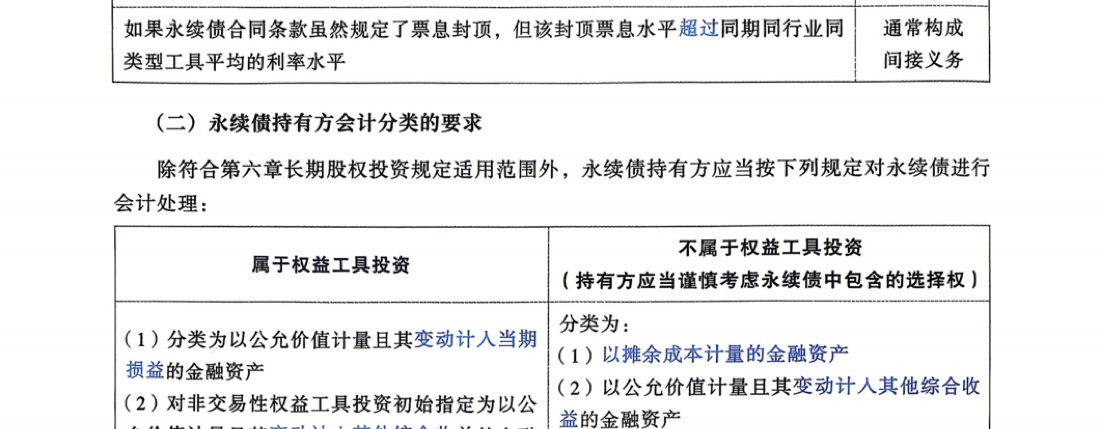 如果永续债合同条款虽然规定了票息封顶，但该封顶票息水平超过同期同行业同
类型工具平均的利率水平
通常构成
间接义务
（二）永续债持有方会计分类的要求
除符合第六章长期股权投资规定适用范围外，永续债持有方应当按下列规定对永续债进行
会计处理：
属于权益工具投资
不属于权益工具投资
（持有方应当谨慎考虑永续债中包含的选择权）
（1）分类为以公允价值计量且其变动计入当期
损益的金融资产
（2）对非交易性权益工具投资初始指定为以公
分类为：
（1）以摊余成本计量的金融资产
（2）以公允价值计量且其变动计入其他综合收
益的金融资产